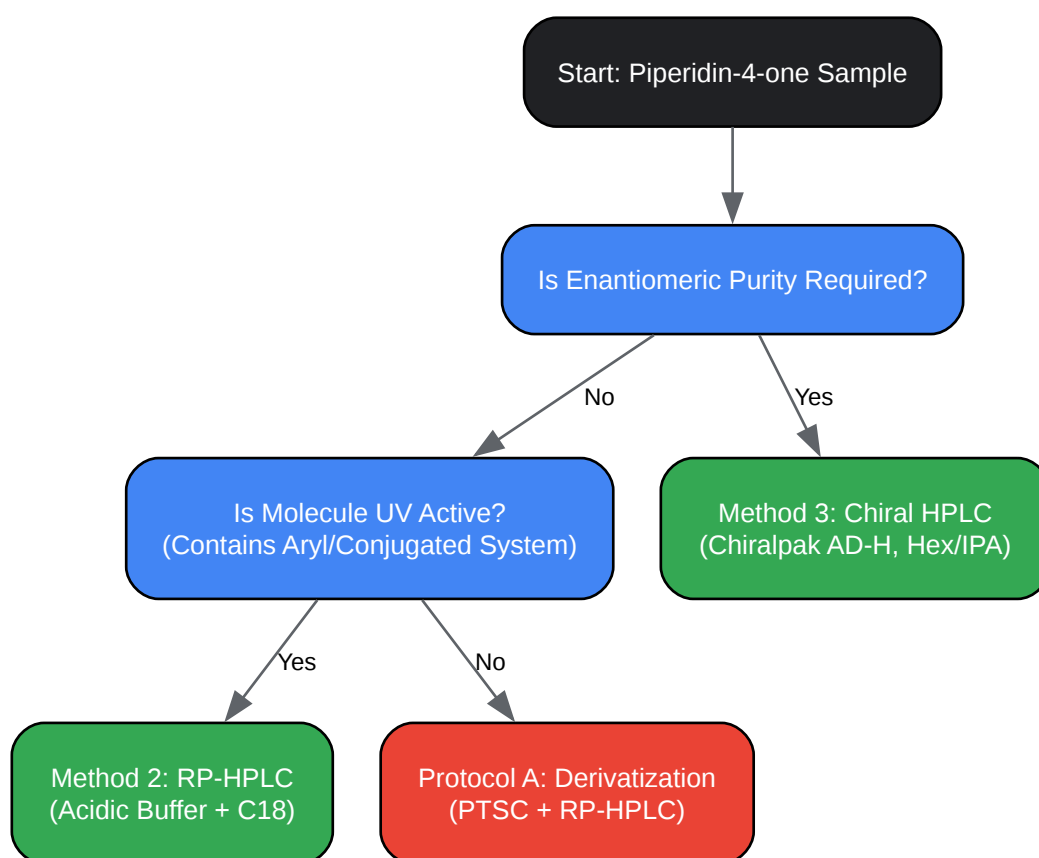 Start: Piperidin-4-one Sample
Is Enantiomeric Purity Required?
No
Yes
Is Molecule UV Active?
(Contains Aryl/Conjugated System)
Method 3: Chiral HPLC
(Chiralpak AD-H, Hex/IPA)
Yes
No
Method 2: RP-HPLC
(Acidic Buffer + C18)
Protocol A: Derivatization
(PTSC + RP-HPLC)